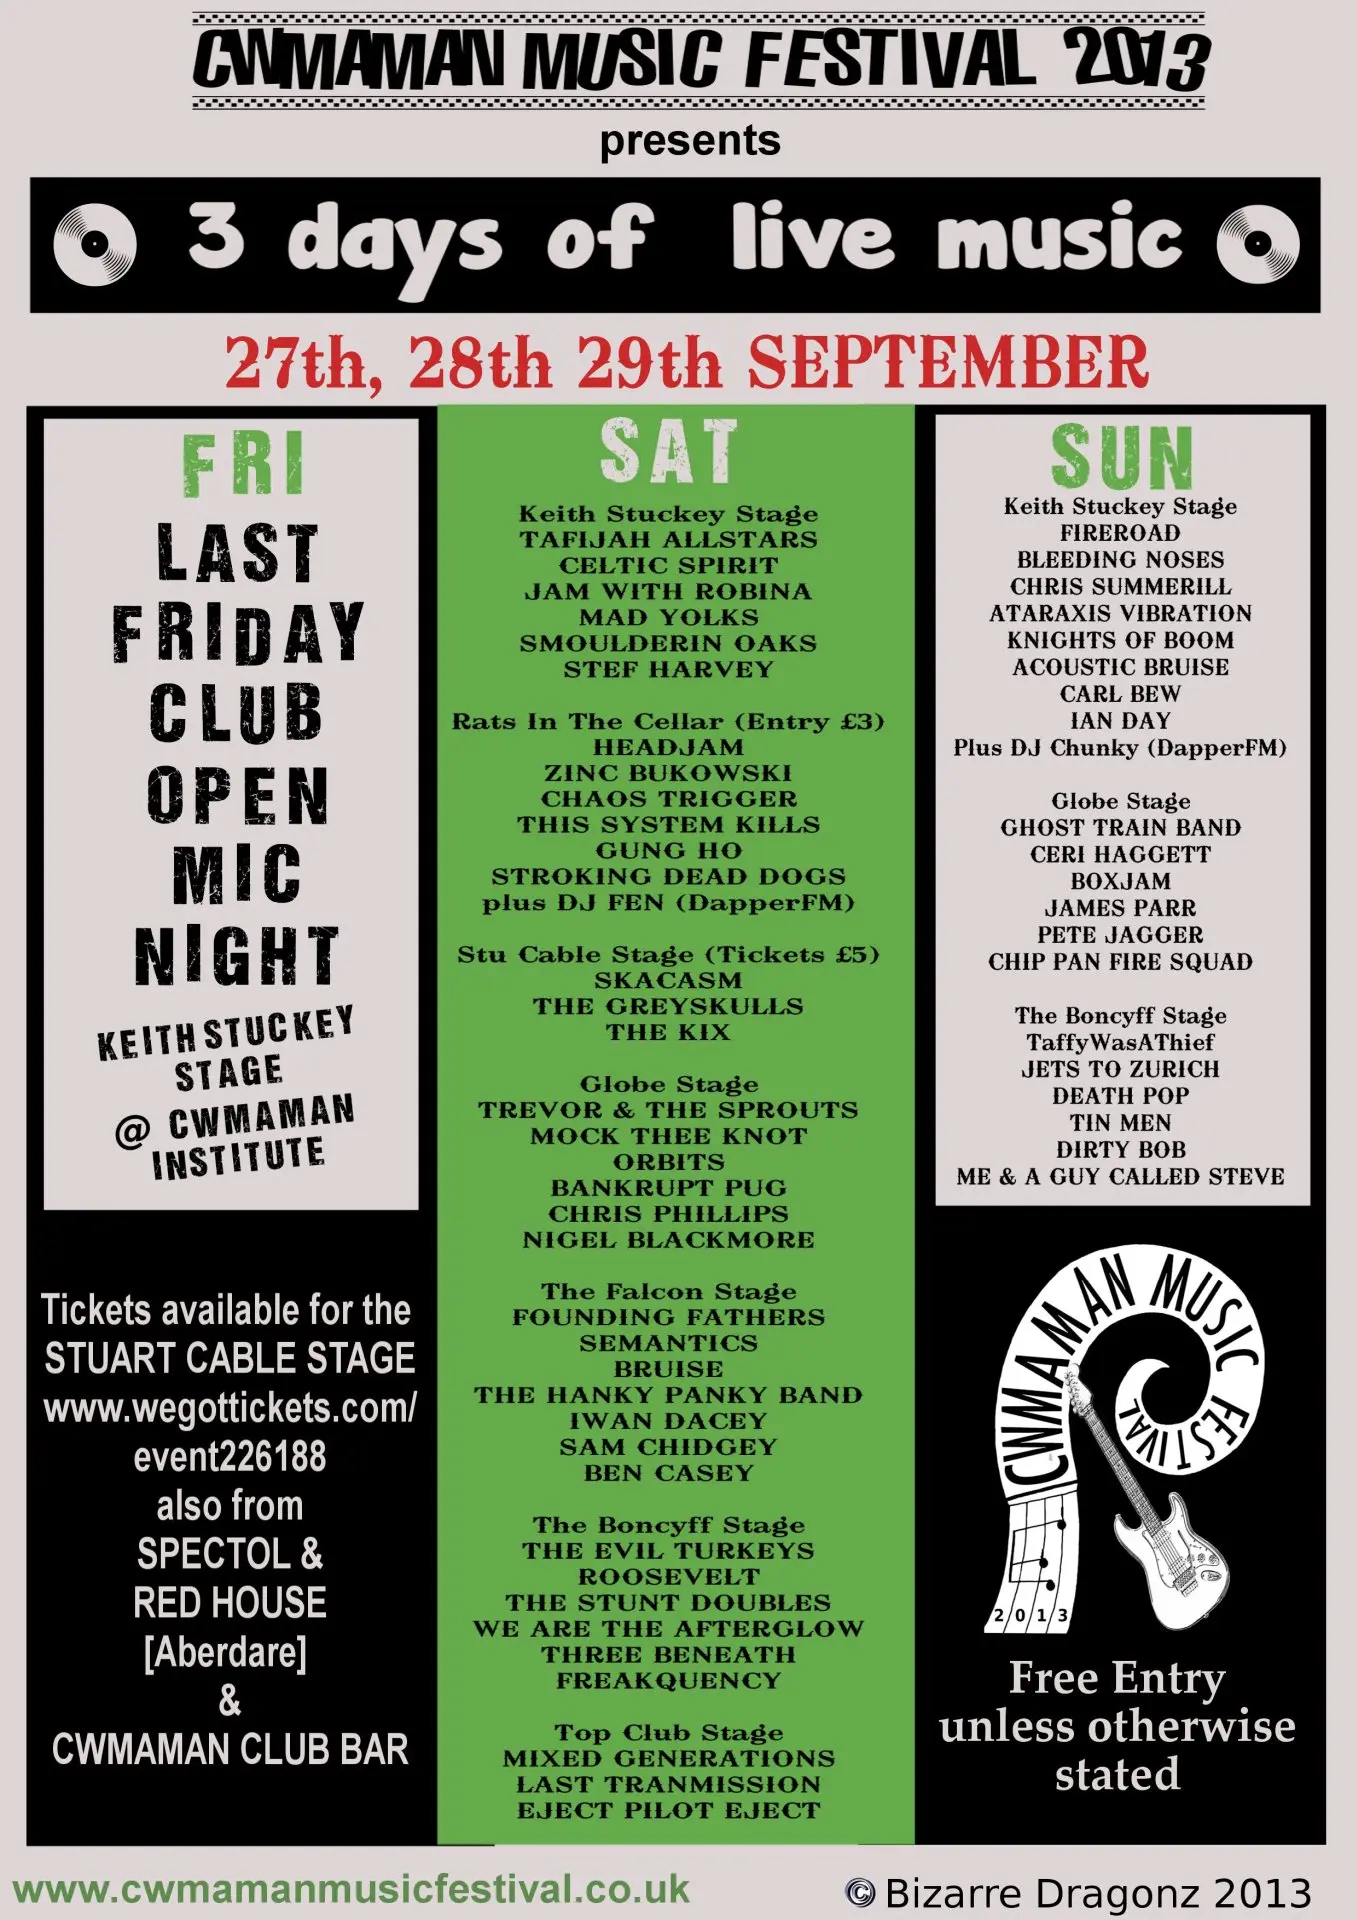 CWMAMAN MUSIC FESTIVAL 2013
presents
3 days of live music
27th, 28th 29th SEPTEMBER
FRI
LAST
FRIDAY
CLUB
OPEN
MIC
NIGHT
KEITH STUCKEY
STAGE
@ CWMAMAN
INSTITUTE
Tickets available for the
STUART CABLE STAGE
www.wegottickets.com/
event226188
also from
SPECTOL &
RED HOUSE
[Aberdare]
&
CWMAMAN CLUB BAR
SAT
Keith Stuckey Stage
TAFIJAH ALLSTARS
CELTIC SPIRIT
JAM WITH ROBINA
MAD YOLKS
SMOULDERIN OAKS
STEF HARVEY
Rats In The Cellar (Entry £3)
HEADJAM
ZINC BUKOWSKI
CHAOS TRIGGER
THIS SYSTEM KILLS
GUNG HO
STROKING DEAD DOGS
plus DJ FEN (DapperFM)
Stu Cable Stage (Tickets £5)
SKACASM
THE GREYSKULLS
THE KIX
Globe Stage
TREVOR & THE SPROUTS
MOCK THEE KNOT
ORBITS
BANKRUPT PUG
CHRIS PHILLIPS
NIGEL BLACKMORE
The Falcon Stage
FOUNDING FATHERS
SEMANTICS
BRUISE
THE HANKY PANKY BAND
IWAN DACEY
SAM CHIDGEY
BEN CASEY
The Boncyff Stage
THE EVIL TURKEYS
ROOSEVELT
THE STUNT DOUBLES
WE ARE THE AFTERGLOW
THREE BENEATH
FREAKQUENCY
Top Club Stage
MIXED GENERATIONS
LAST TRANMISSION
EJECT PILOT EJECT
SUN
Keith Stuckey Stage
FIREROAD
BLEEDING NOSES
CHRIS SUMMERILL
ATARAXIS VIBRATION
KNIGHTS OF BOOM
ACOUSTIC BRUISE
CARL BEW
IAN DAY
Plus DJ Chunky (DapperFM)
Globe Stage
GHOST TRAIN BAND
CERI HAGGETT
BOXJAM
JAMES PARR
PETE JAGGER
CHIP PAN FIRE SQUAD
The Boncyff Stage
TaffyWasAThief
JETS TO ZURICH
DEATH POP
TIN MEN
DIRTY BOB
ME & A GUY CALLED STEVE
CWMAMAN MUSIC FESTIVAL
2013
Free Entry
unless otherwise
stated
www.cwmamanmusicfestival.co.uk
© Bizarre Dragonz 2013